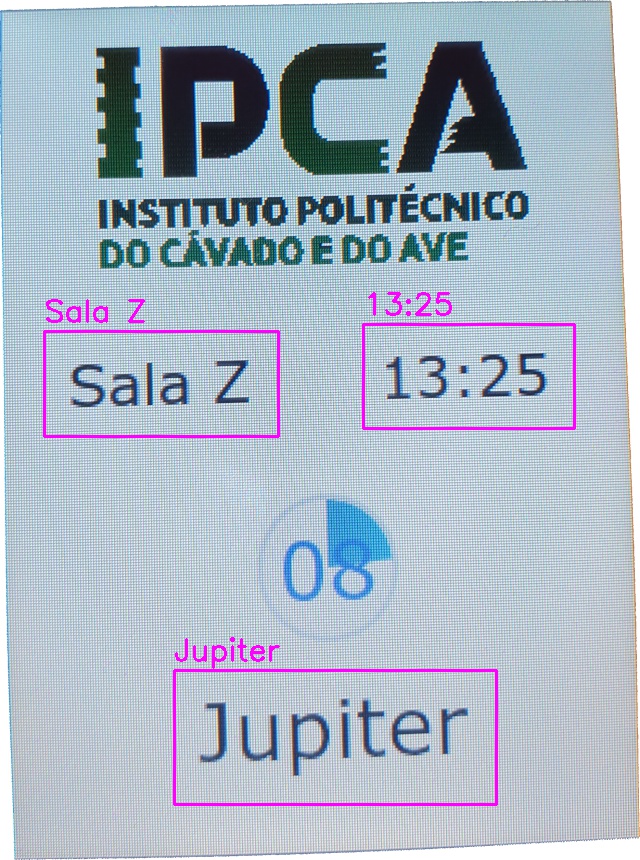 IPCA
INSTITUTO POLITÉCNICO
DO CÁVADO E DO AVE
Sala Z 13:25
Sala Z 13:25
08
Jupiter
Jupiter